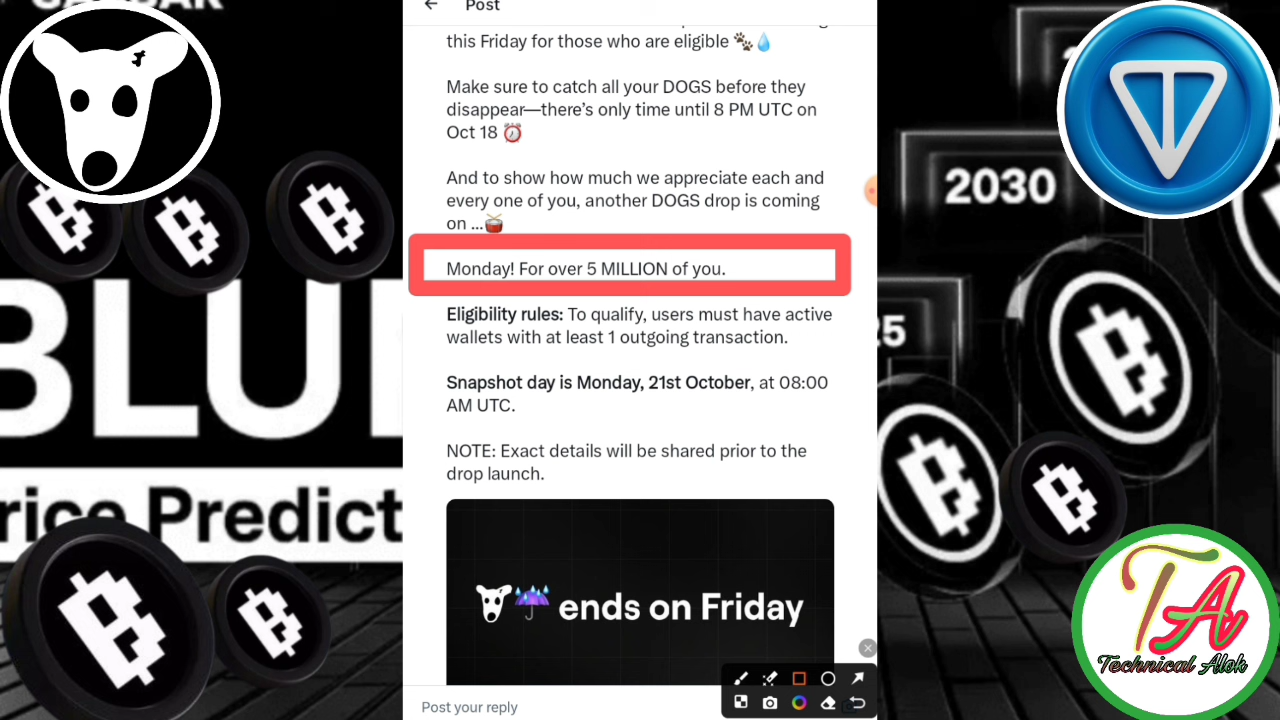 Post
this Friday for those who are eligible 🐾💧
Make sure to catch all your DOGS before they
disappear—there's only time until 8 PM UTC on
Oct 18 ⏰
And to show how much we appreciate each and
every one of you, another DOGS drop is coming
on ...🥁
Monday! For over 5 MILLION of you.
Eligibility rules: To qualify, users must have active
wallets with at least 1 outgoing transaction.
Snapshot day is Monday, 21st October, at 08:00
AM UTC.
NOTE: Exact details will be shared prior to the
drop launch.
☔ ends on Friday
Post your reply
BLU
rice Predict
2030
25
TA
Technical Alok